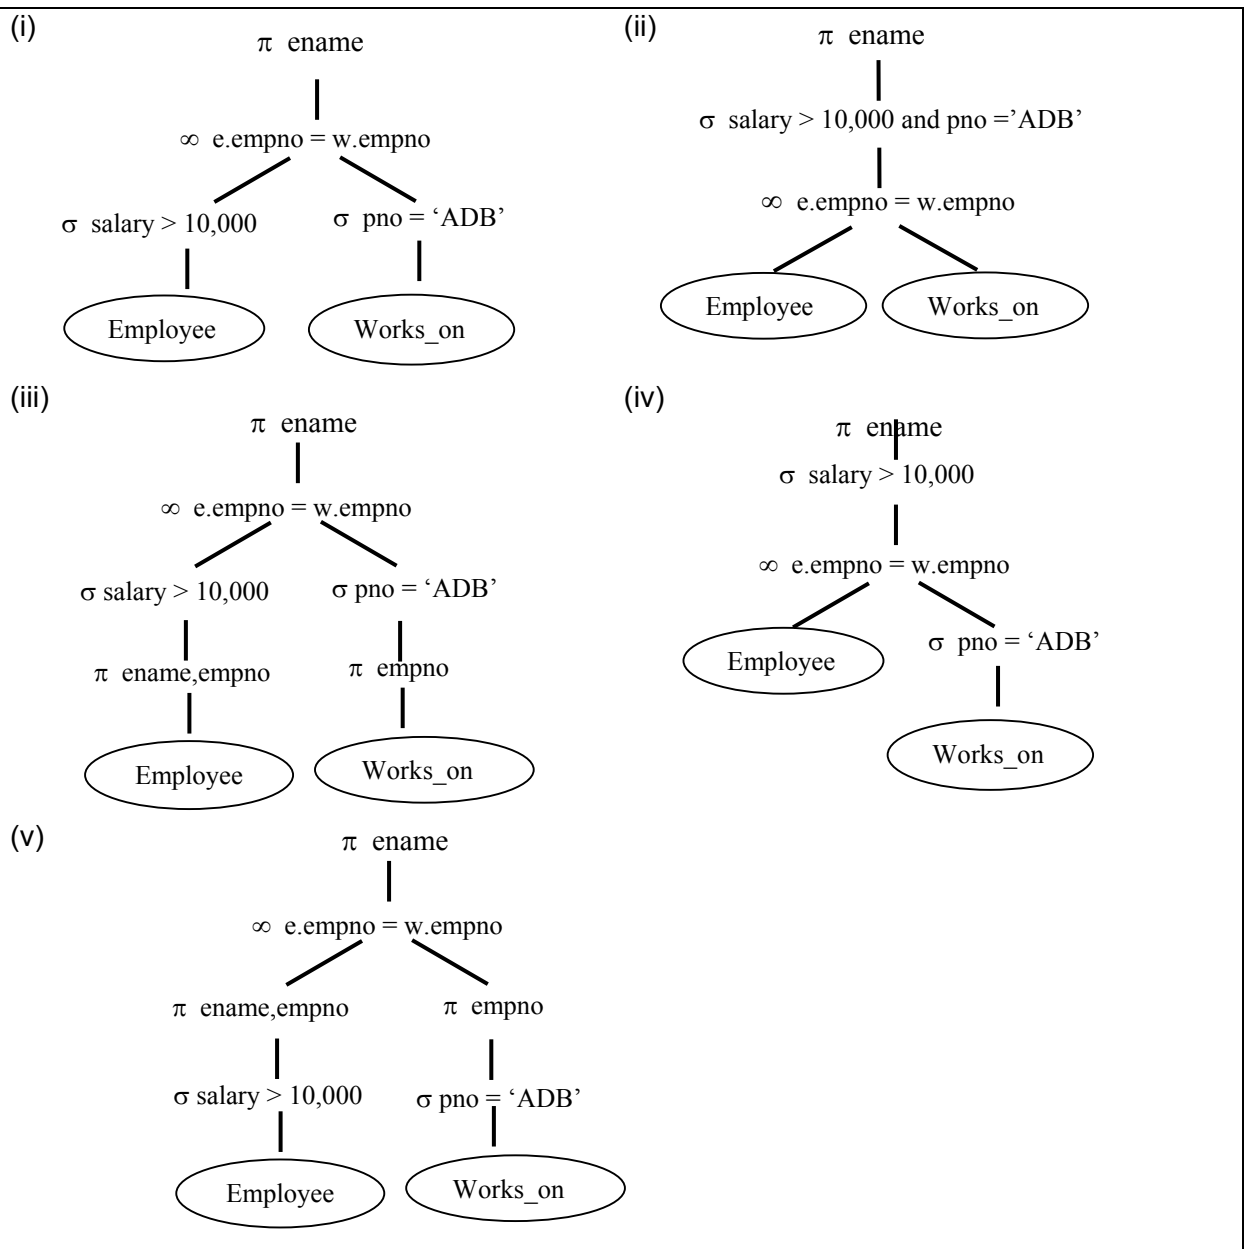 (i)
π ename
∞ e.empno = w.empno
σ salary > 10,000
σ pno = ‘ADB’
Employee
Works_on
(ii)
π ename
σ salary > 10,000 and pno =’ADB’
∞ e.empno = w.empno
Employee
Works_on
(iii)
π ename
∞ e.empno = w.empno
σ salary > 10,000
σ pno = ‘ADB’
π ename,empno
π empno
Employee
Works_on
(iv)
π ename
σ salary > 10,000
∞ e.empno = w.empno
Employee
σ pno = ‘ADB’
Works_on
(v)
π ename
∞ e.empno = w.empno
π ename,empno
π empno
σ salary > 10,000
σ pno = ‘ADB’
Employee
Works_on